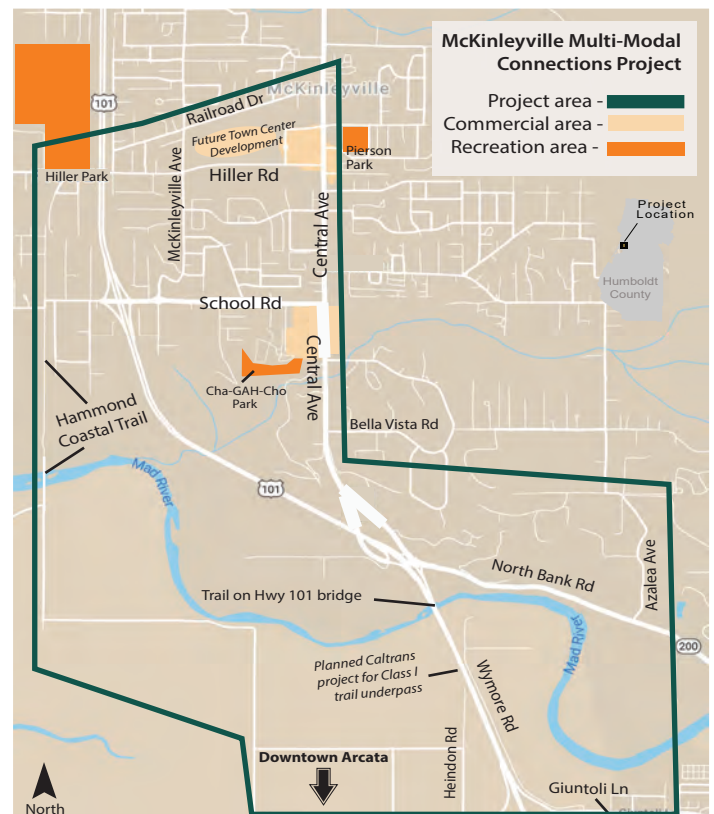 McKinleyville Multi-Modal
Connections Project
Project area -
Commercial area -
Recreation area -
101
McKinleyville
Railroad Dr
Future Town Center
Development
Pierson
Park
Hiller Park
Hiller Rd
McKinleyville Ave
Central Ave
Project
Location
Humboldt
County
School Rd
Central Ave
Cha-GAH-Cho
Park
Hammond
Coastal Trail
Bella Vista Rd
Mad River
101
North Bank Rd
Azalea Ave
Trail on Hwy 101 bridge
Mad River
200
Planned Caltrans
project for Class I
trail underpass
Wymore Rd
Heindon Rd
Downtown Arcata
Giuntoli Ln
North